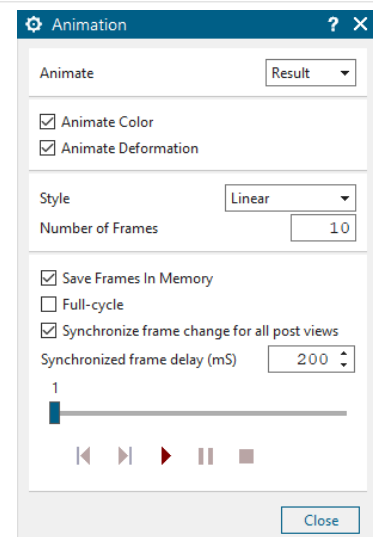 Animation ?
Animate Result
Animate Color
Animate Deformation
Style Linear
Number of Frames 10
Save Frames In Memory
Full-cycle
Synchronize frame change for all post views
Synchronized frame delay (mS) 200
1
Close